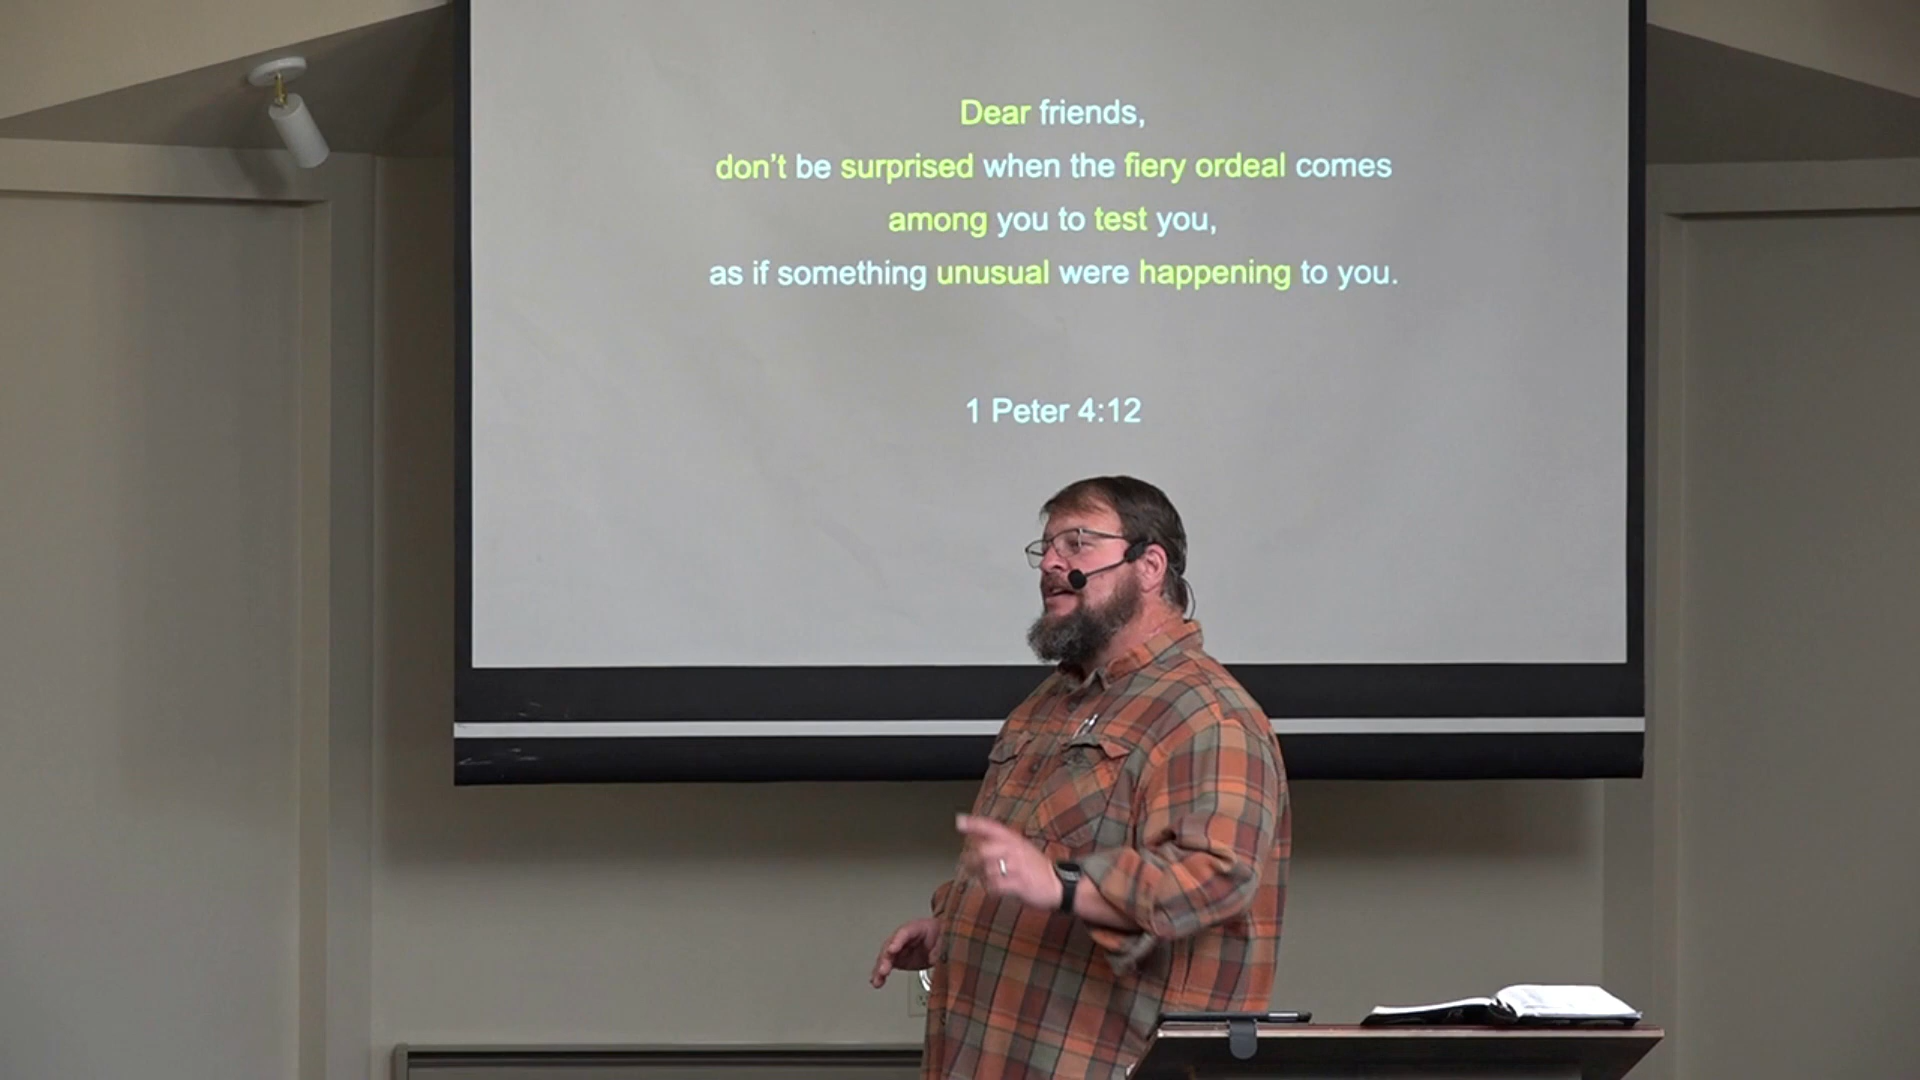 Dear friends,
don't be surprised when the fiery ordeal comes
among you to test you,
as if something unusual were happening to you.
1 Peter 4:12